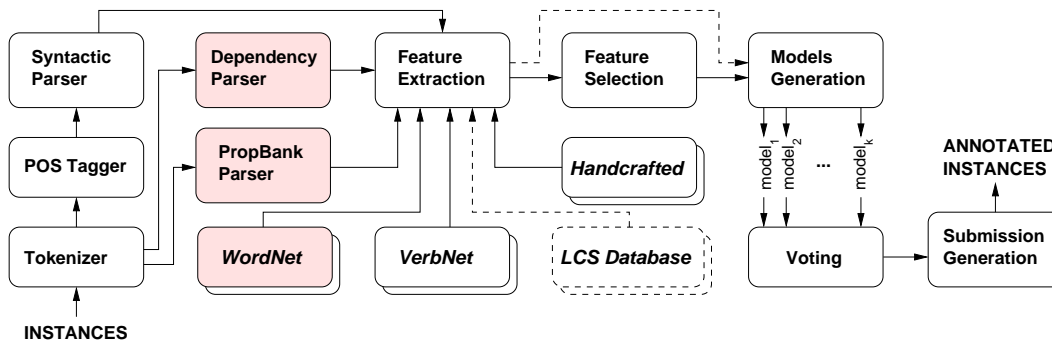 Syntactic
Parser
Dependency
Parser
Feature
Extraction
Feature
Selection
Models
Generation
POS Tagger
PropBank
Parser
Handcrafted
model1
model2
...
modelk
ANNOTATED
INSTANCES
Tokenizer
WordNet
VerbNet
LCS Database
Voting
Submission
Generation
INSTANCES